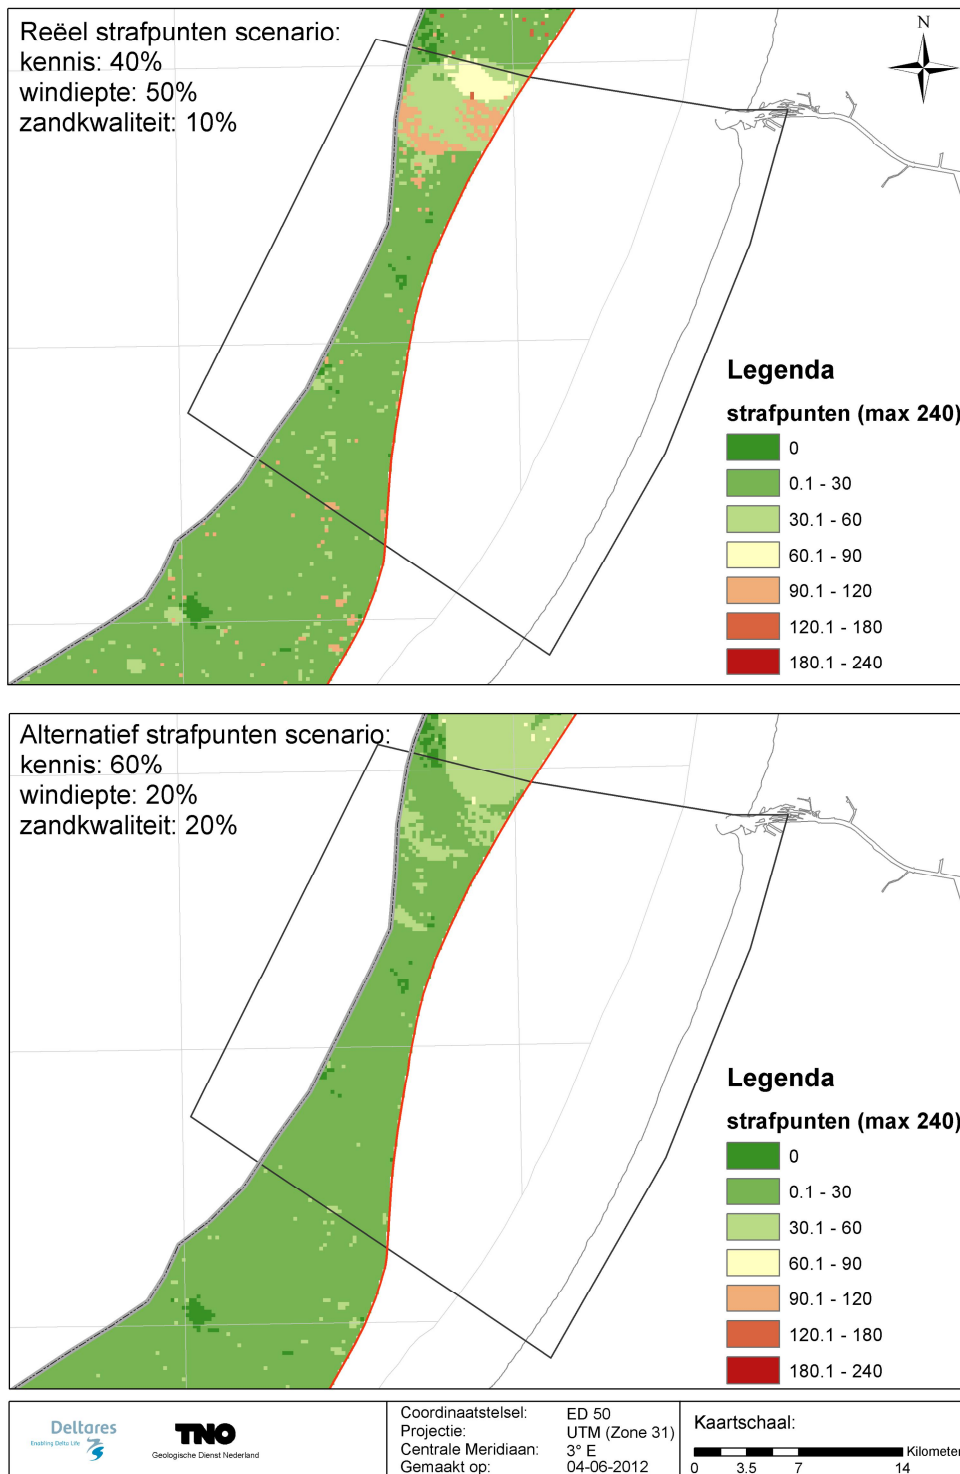 Reëel strafpunten scenario:
kennis: 40%
windiepte: 50%
zandkwaliteit: 10%
N
Legenda
strafpunten (max 240)
0
0.1 - 30
30.1 - 60
60.1 - 90
90.1 - 120
120.1 - 180
180.1 - 240
Alternatief strafpunten scenario:
kennis: 60%
windiepte: 20%
zandkwaliteit: 20%
Legenda
strafpunten (max 240)
0
0.1 - 30
30.1 - 60
60.1 - 90
90.1 - 120
120.1 - 180
180.1 - 240
Deltares
Enabling Delta Life
TNO
Geologische Dienst Nederland
Coordinaatstelsel: ED 50
Projectie: UTM (Zone 31)
Centrale Meridiaan: 3° E
Gemaakt op: 04-06-2012
Kaartschaal:
Kilometer
0 3.5 7 14